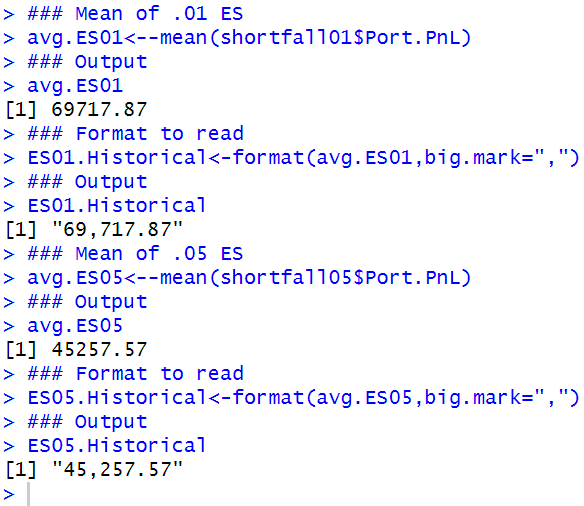 > ### Mean of .01 ES
> avg.ES01<--mean(shortfall01$Port.PnL)
> ### Output
> avg.ES01
[1] 69717.87
> ### Format to read
> ES01.Historical<-format(avg.ES01,big.mark=",")
> ### Output
> ES01.Historical
[1] "69,717.87"
> ### Mean of .05 ES
> avg.ES05<--mean(shortfall05$Port.PnL)
> ### Output
> avg.ES05
[1] 45257.57
> ### Format to read
> ES05.Historical<-format(avg.ES05,big.mark=",")
> ### Output
> ES05.Historical
[1] "45,257.57"
>